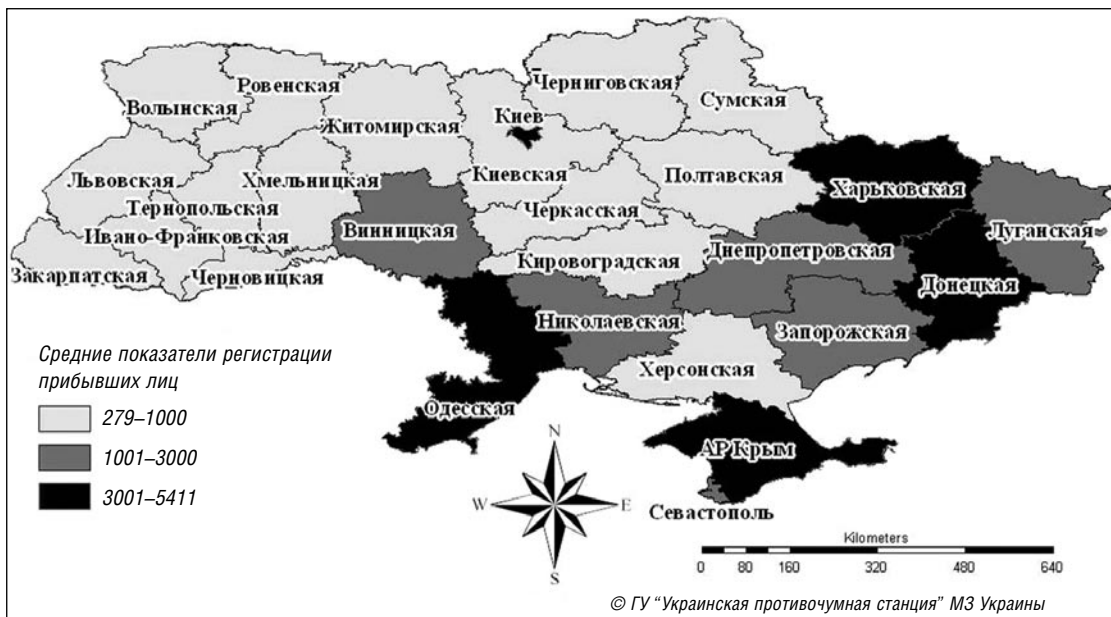 Черниговская
Сумская
Ровенская
Волынская
Киев
Житомирская
Полтавская
Харьковская
Львовская
Хмельницкая
Киевская
Тернопольская
Черкасская
Луганская
Ивано-Франковская
Винницкая
Днепропетровская
Кировоградская
Закарпатская
Черновицкая
Донецкая
Николаевская
Запорожская
Херсонская
Одесская
АР Крым
Севастополь
Средние показатели регистрации
прибывших лиц
279–1000
1001–3000
3001–5411
N
W
E
S
Kilometers
0 80 160 320 480 640
© ГУ “Украинская противочумная станция” МЗ Украины